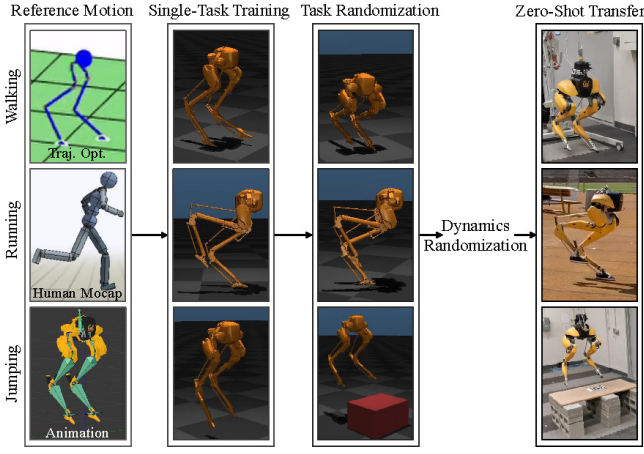 Reference Motion
Single-Task Training
Task Randomization
Zero-Shot Transfer
Walking
Traj. Opt.
Running
Human Mocap
Dynamics
Randomization
Jumping
Animation